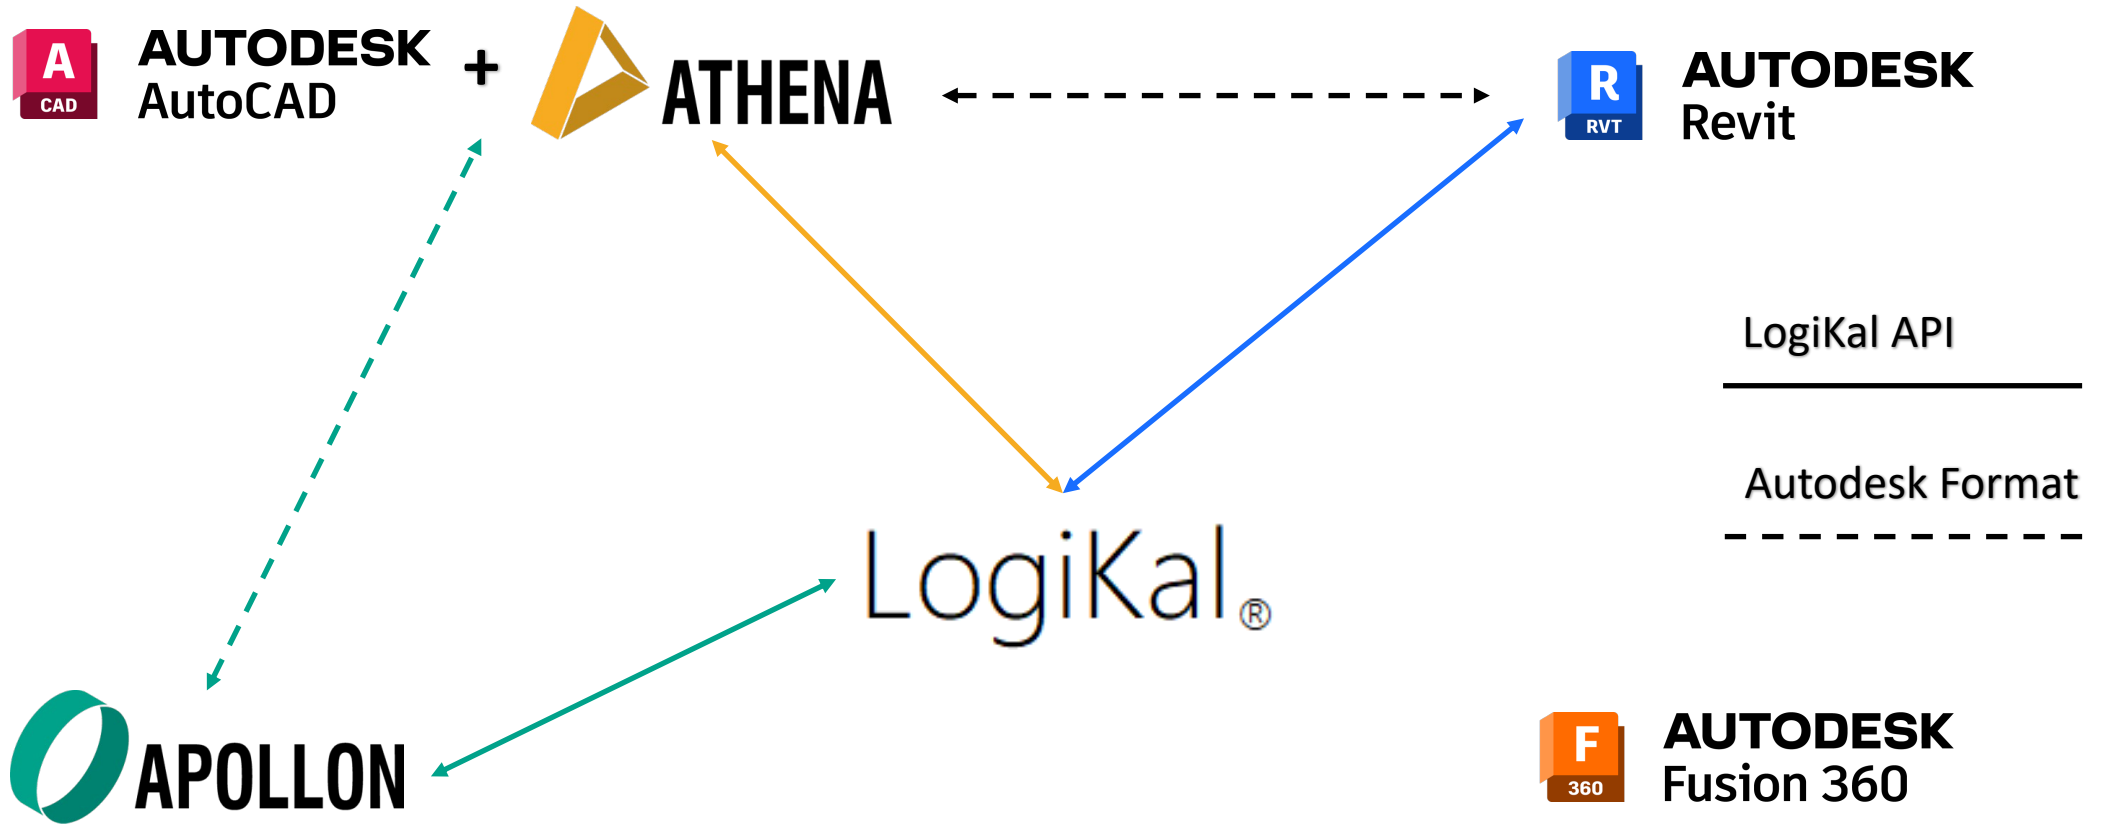 A
CAD
AUTODESK
AutoCAD
+
ATHENA
R
RVT
AUTODESK
Revit
LogiKal API
Autodesk Format
LogiKal®
APOLLON
F
360
AUTODESK
Fusion 360